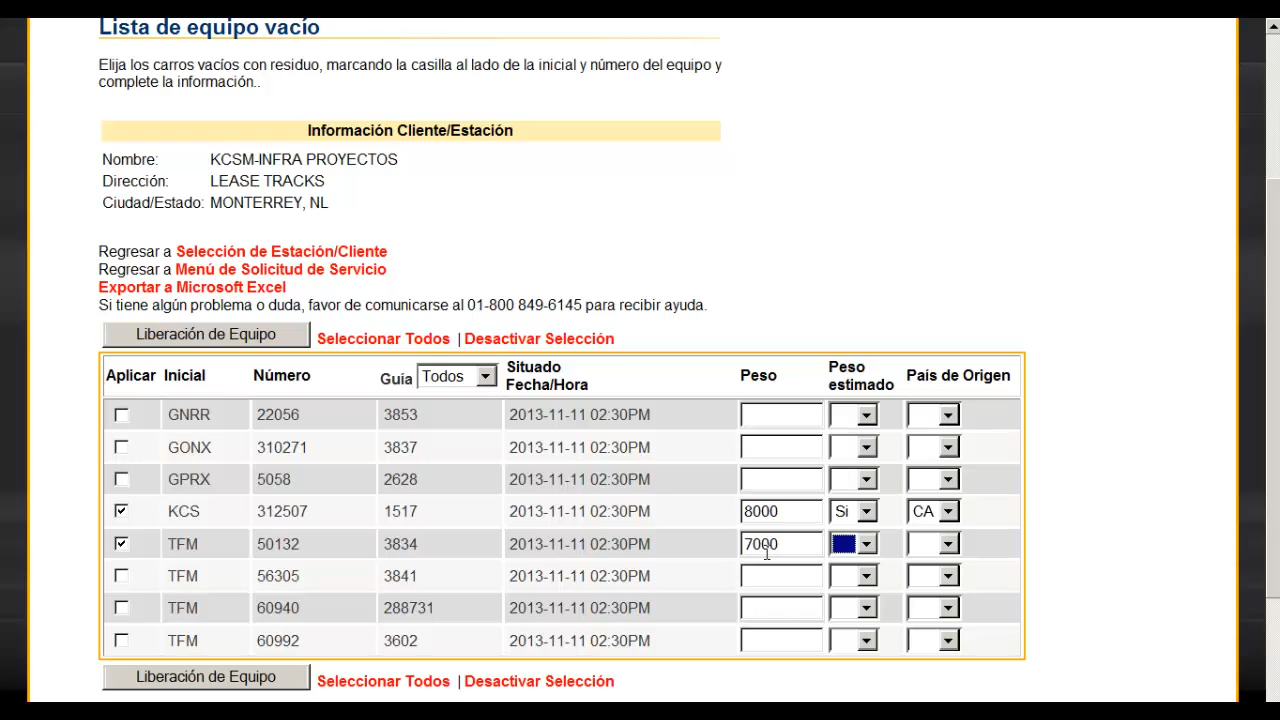 Lista de equipo vacío
Elija los carros vacíos con residuo, marcando la casilla al lado de la inicial y número del equipo y
complete la información..
Información Cliente/Estación
Nombre: KCSM-INFRA PROYECTOS
Dirección: LEASE TRACKS
Ciudad/Estado: MONTERREY, NL
Regresar a Selección de Estación/Cliente
Regresar a Menú de Solicitud de Servicio
Exportar a Microsoft Excel
Si tiene algún problema o duda, favor de comunicarse al 01-800 849-6145 para recibir ayuda.
Liberación de Equipo Seleccionar Todos | Desactivar Selección
Aplicar Inicial Número Guía Todos Situado Fecha/Hora Peso Peso estimado Pais de Origen
GNRR 22056 3853 2013-11-11 02:30PM
GONX 310271 3837 2013-11-11 02:30PM
GPRX 5058 2628 2013-11-11 02:30PM
KCS 312507 1517 2013-11-11 02:30PM 8000 Si CA
TFM 50132 3834 2013-11-11 02:30PM 7000
TFM 56305 3841 2013-11-11 02:30PM
TFM 60940 288731 2013-11-11 02:30PM
TFM 60992 3602 2013-11-11 02:30PM
Liberación de Equipo Seleccionar Todos | Desactivar Selección